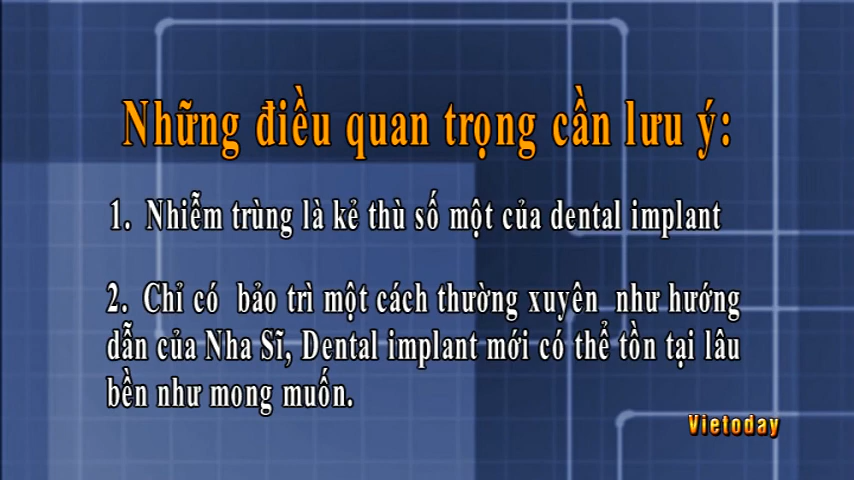 Những điều quan trọng cần lưu ý:
1. Nhiễm trùng là kẻ thù số một của dental implant
2. Chỉ có bảo trì một cách thường xuyên như hướng
dẫn của Nha Sĩ, Dental implant mới có thể tồn tại lâu
bền như mong muốn.
Vietoday